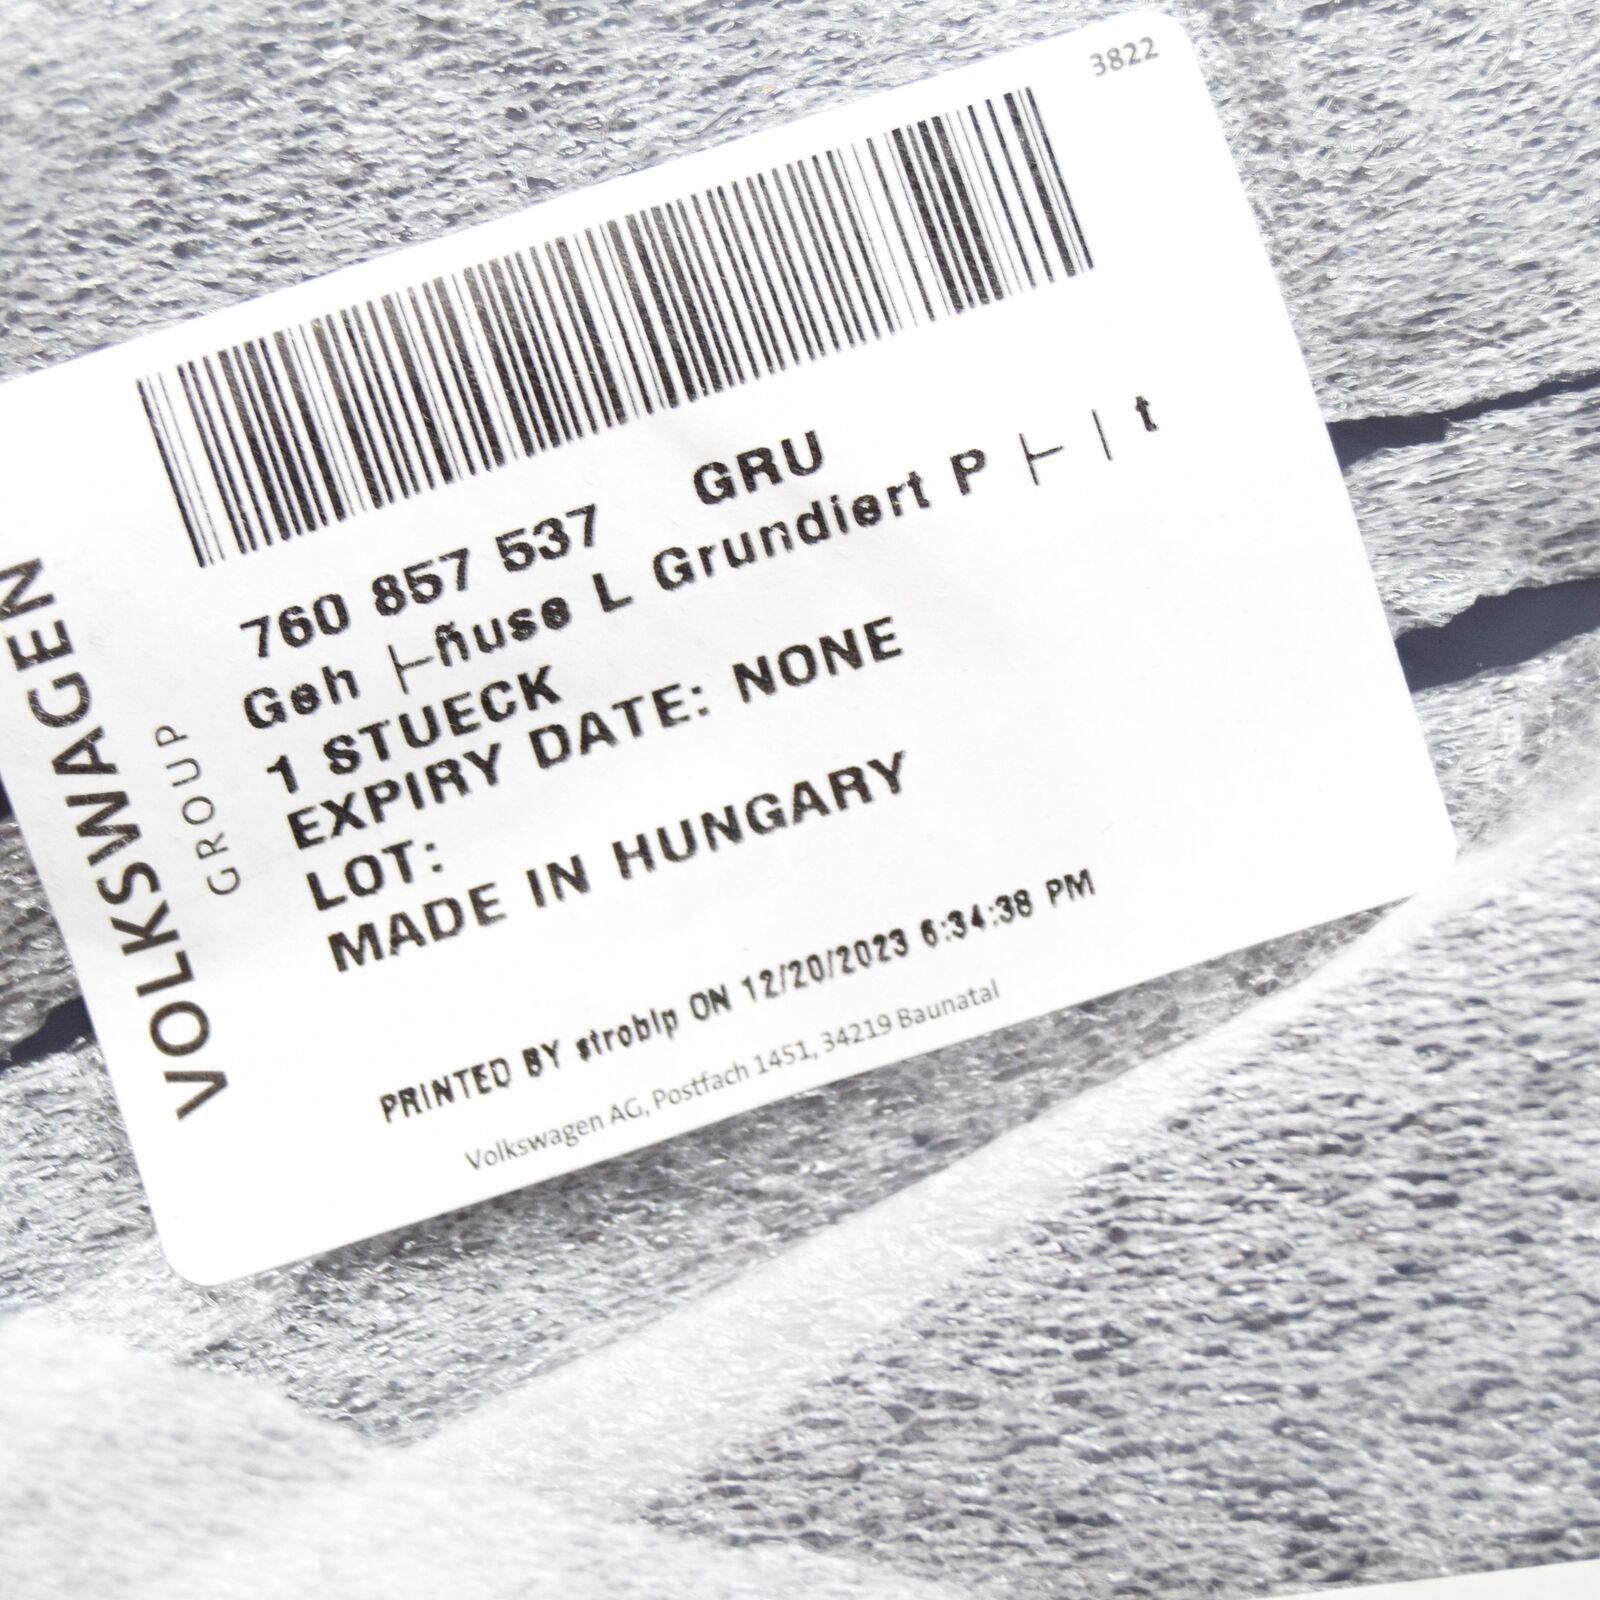 3822
760 857 537 GRU
Geh ├ñuse L Grundiert P ├ | t
1 STUECK
EXPIRY DATE: NONE
LOT:
MADE IN HUNGARY
PRINTED BY stroblp ON 12/20/2023 6:34:38 PM
Volkswagen AG, Postfach 1451, 34219 Baunatal
VOLKSWAGEN
GROUP